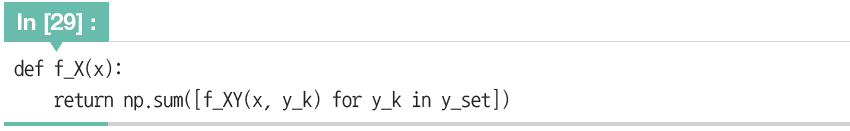 In [29] :
def f_X(x):
    return np.sum([f_XY(x, y_k) for y_k in y_set])